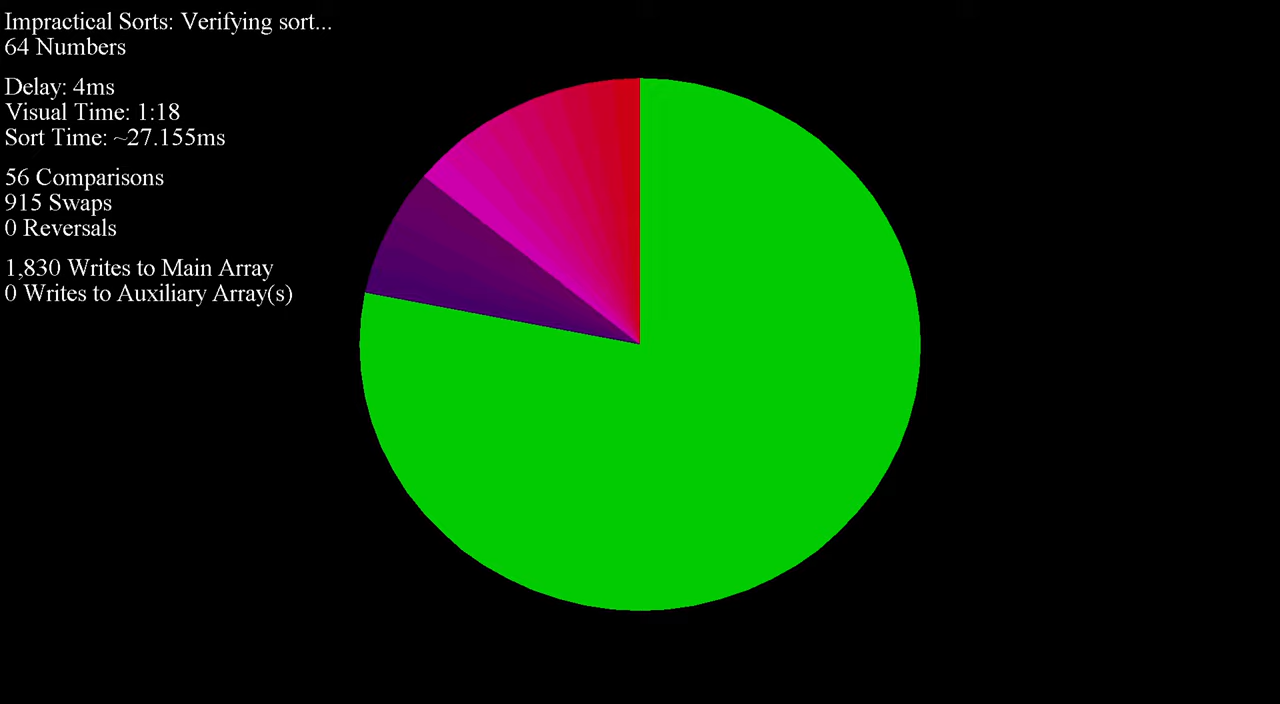 Impractical Sorts: Verifying sort...
64 Numbers
Delay: 4ms
Visual Time: 1:18
Sort Time: ~27.155ms
56 Comparisons
915 Swaps
0 Reversals
1,830 Writes to Main Array
0 Writes to Auxiliary Array(s)